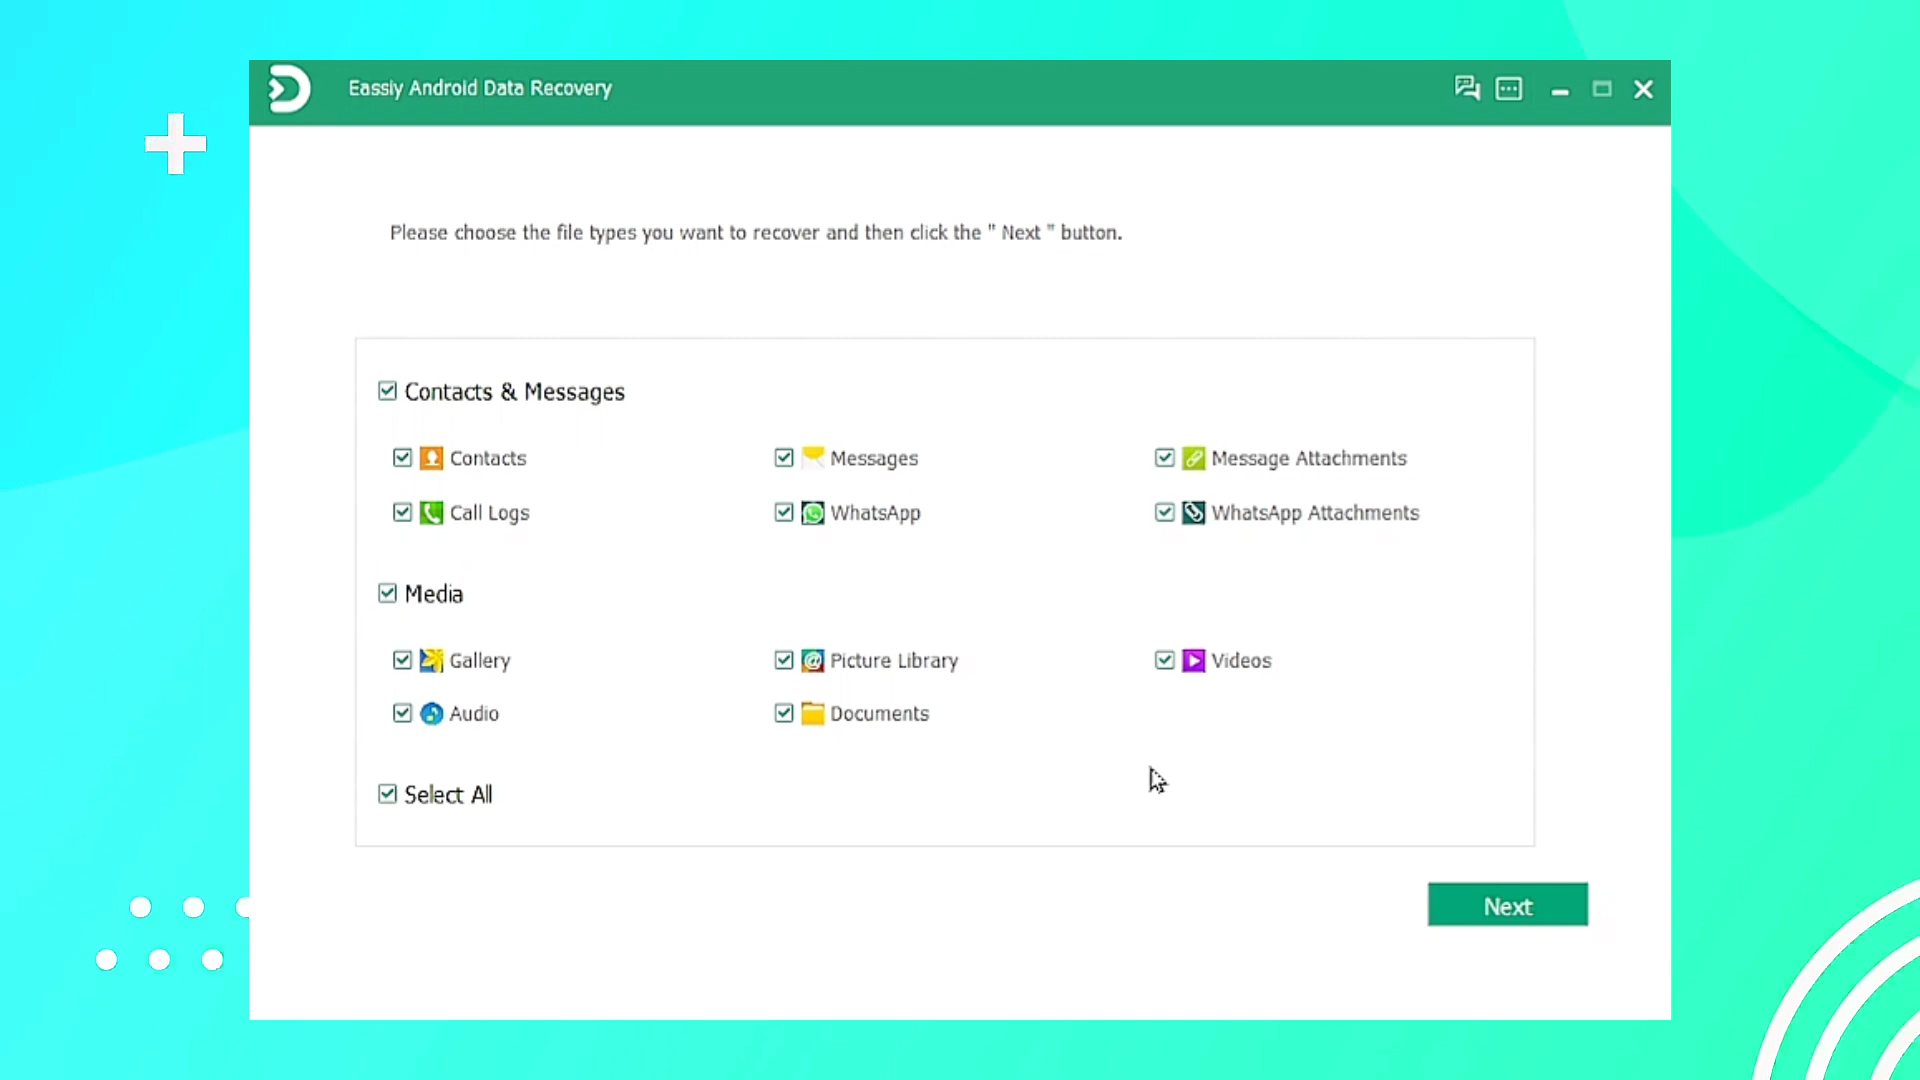 Eassiy Android Data Recovery
Please choose the file types you want to recover and then click the " Next " button.
Contacts & Messages
Contacts Messages Message Attachments
Call Logs WhatsApp WhatsApp Attachments
Media
Gallery Picture Library Videos
Audio Documents
Select All
Next